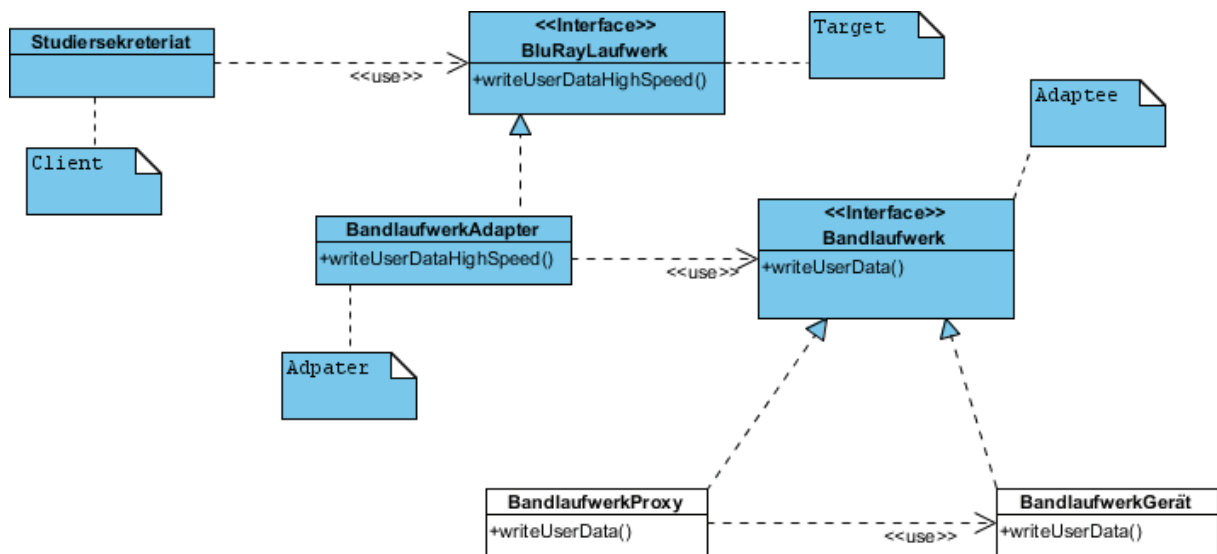 Studiersekreteriat
<<use>>
<<Interface>>
BluRayLaufwerk
+writeUserDataHighSpeed()
Target
Client
Adaptee
BandlaufwerkAdapter
+writeUserDataHighSpeed()
<<use>>
<<Interface>>
Bandlaufwerk
+writeUserData()
Adpater
BandlaufwerkProxy
+writeUserData()
<<use>>
BandlaufwerkGerät
+writeUserData()